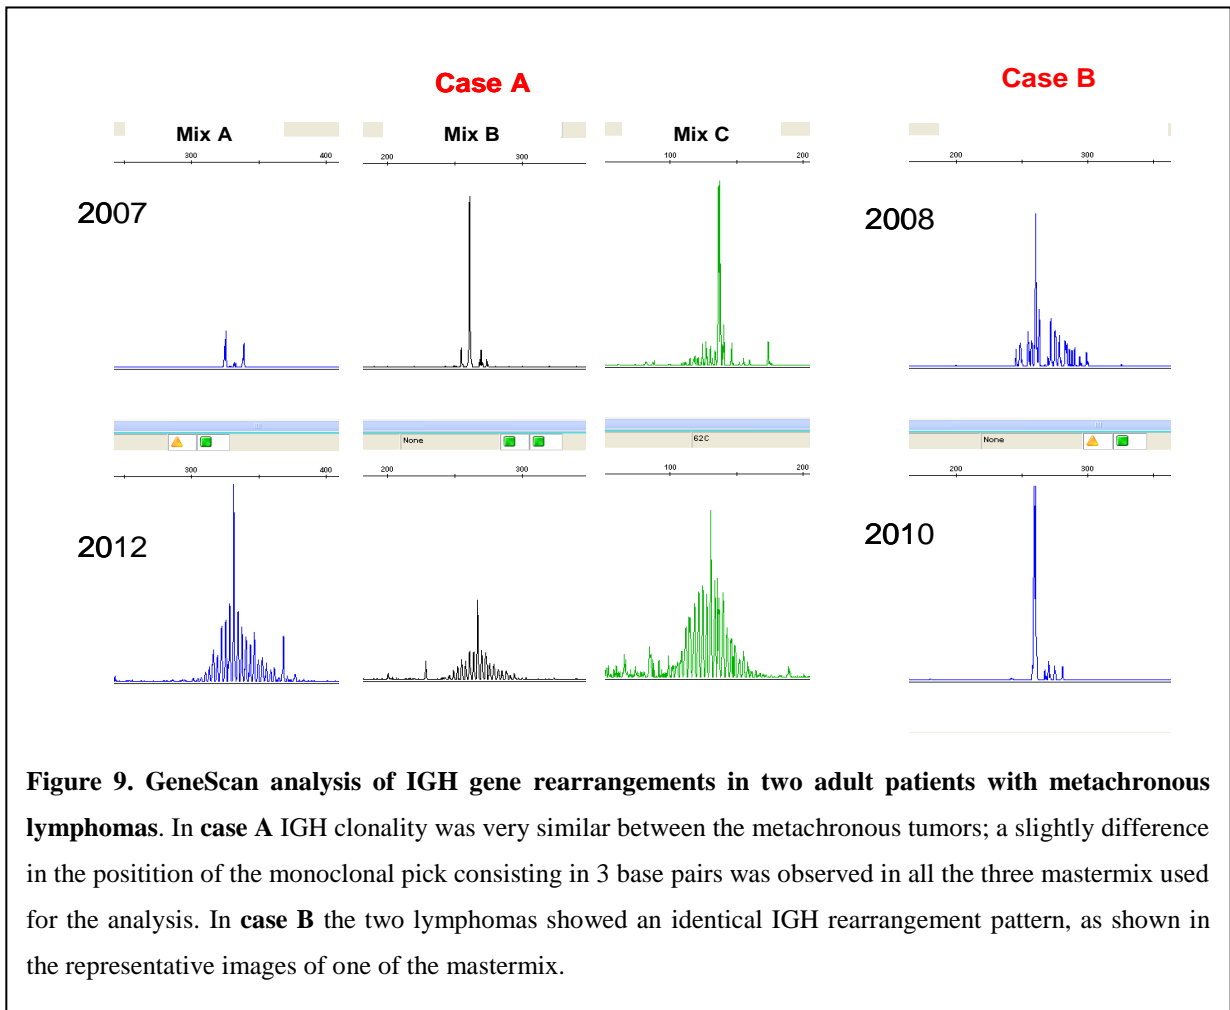 Case A
Case B
Mix A
Mix B
Mix C
300
400
200
300
100
200
200
300
2007
2008
None
62C
None
300
400
200
300
100
200
200
300
2012
2010
Figure 9. GeneScan analysis of IGH gene rearrangements in two adult patients with metachronous
lymphomas. In case A IGH clonality was very similar between the metachronous tumors; a slightly difference
in the positition of the monoclonal pick consisting in 3 base pairs was observed in all the three mastermix used
for the analysis. In case B the two lymphomas showed an identical IGH rearrangement pattern, as shown in
the representative images of one of the mastermix.